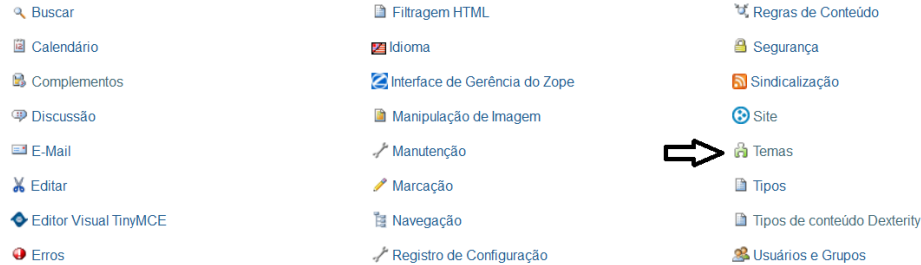 Buscar
Calendário
Complementos
Discussão
E-Mail
Editar
Editor Visual TinyMCE
Erros
Filtragem HTML
Idioma
Interface de Gerência do Zope
Manipulação de Imagem
Manutenção
Marcação
Navegação
Registro de Configuração
Regras de Conteúdo
Segurança
Sindicalização
Site
Temas
Tipos
Tipos de conteúdo Dexterity
Usuários e Grupos